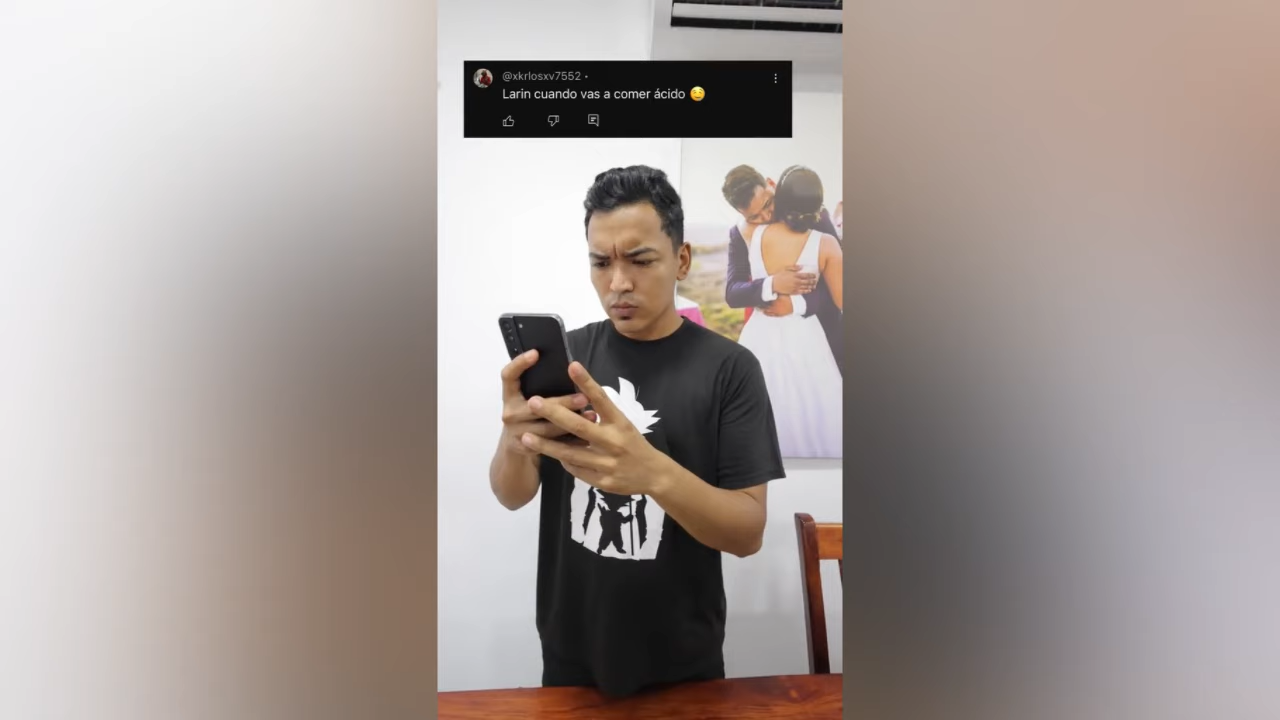 @xkrlosxv7552 •
Larin cuando vas a comer ácido 😏